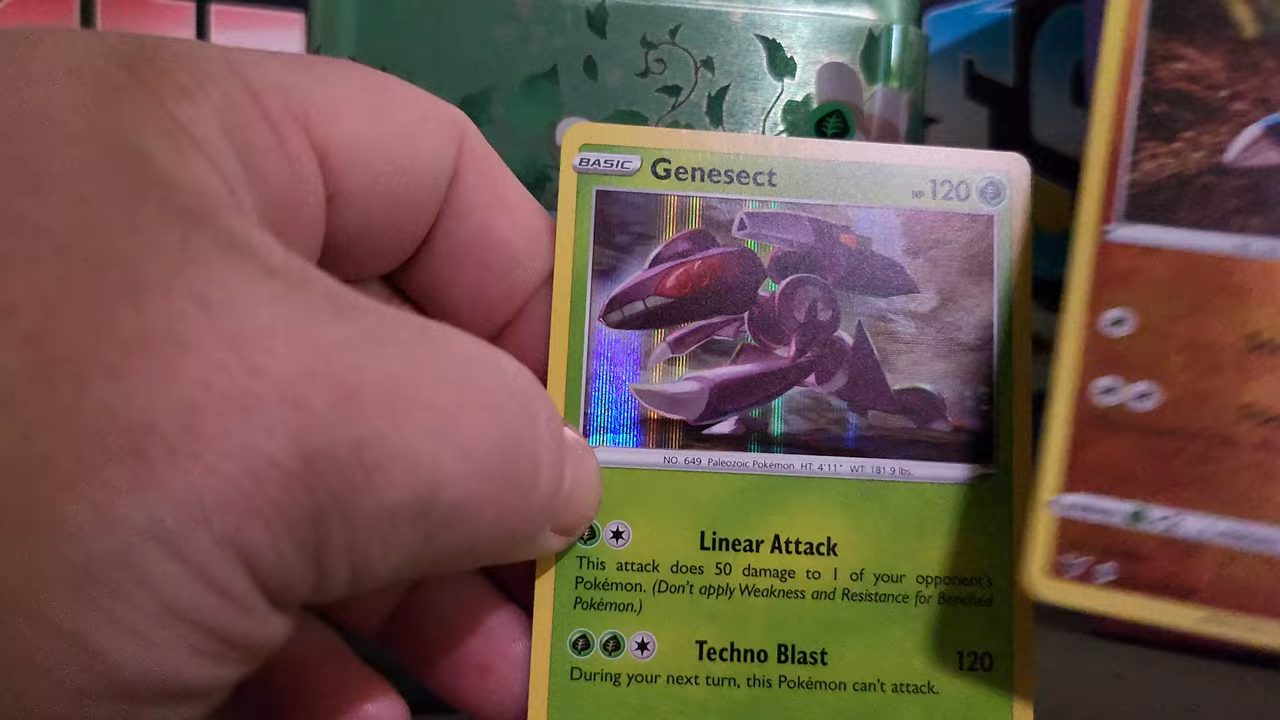 BASIC Genesect HP 120
NO. 649 Paleozoic Pokémon HT: 4'11" WT: 181.9 lbs.
Linear Attack
This attack does 50 damage to 1 of your opponent's
Pokémon. (Don't apply Weakness and Resistance for Benched
Pokémon.)
Techno Blast 120
During your next turn, this Pokémon can't attack.